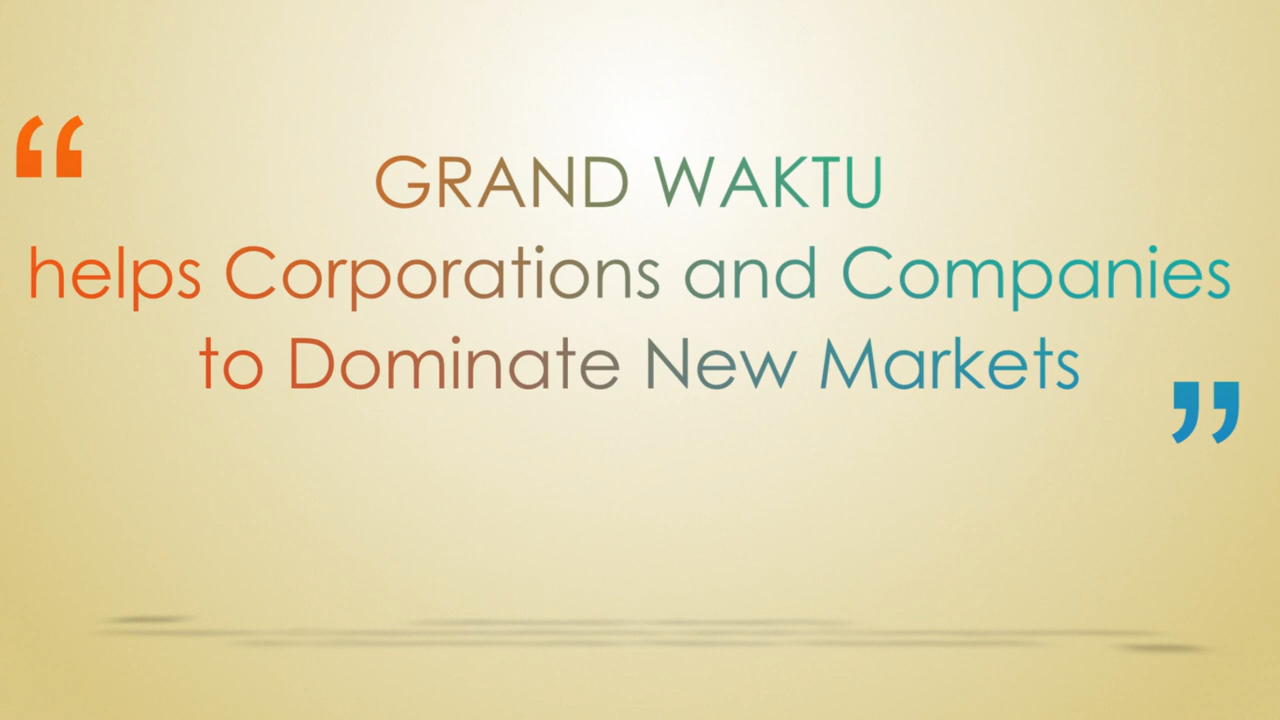 “
GRAND WAKTU
helps Corporations and Companies
to Dominate New Markets
”